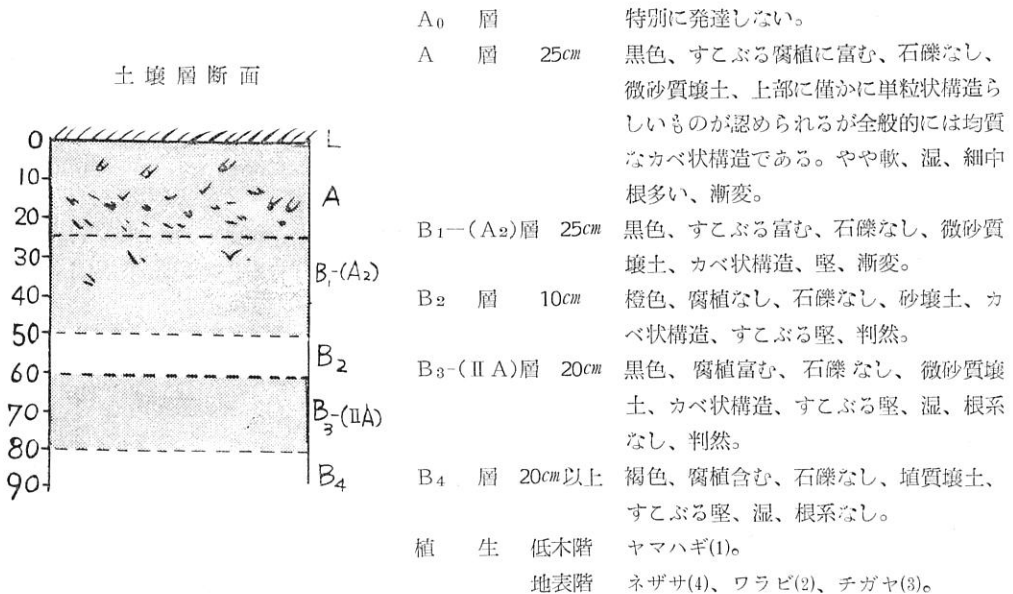 土壌層断面
0
10
20
30
40
50
60
70
80
90
L
A
B₁-(A₂)
B₂
B₃-(ⅡA)
B₄
A₀ 層 特別に発達しない。
A 層 25cm 黒色、すこぶる腐植に富む、石礫なし、
微砂質壌土、上部に僅かに単粒状構造ら
しいものが認められるが全般的には均質
なカベ状構造である。やや軟、湿、細中
根多い、漸変。
B₁―(A₂)層 25cm 黒色、すこぶる富む、石礫なし、微砂質
壌土、カベ状構造、堅、漸変。
B₂ 層 10cm 橙色、腐植なし、石礫なし、砂壌土、カ
ベ状構造、すこぶる堅、判然。
B₃-(ⅡA)層 20cm 黒色、腐植富む、石礫なし、微砂質壌
土、カベ状構造、すこぶる堅、湿、根系
なし、判然。
B₄ 層 20cm以上 褐色、腐植含む、石礫なし、埴質壌土、
すこぶる堅、湿、根系なし。
植生 低木階 ヤマハギ(1)。
地表階 ネザサ(4)、ワラビ(2)、チガヤ(3)。